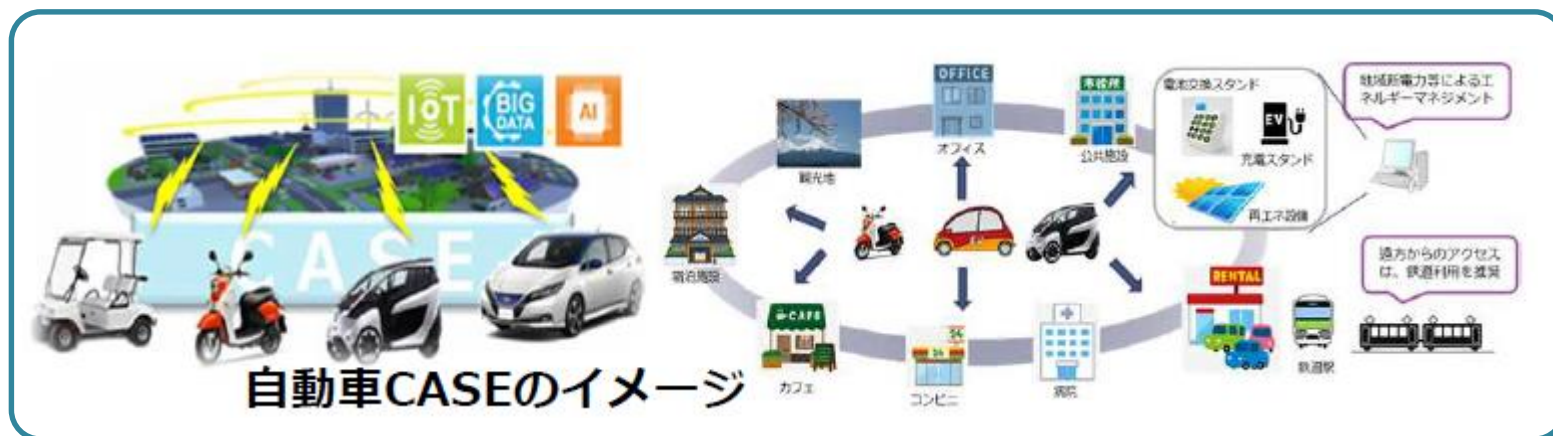 IoT
BIG
DATA
AI
CASE
自動車CASEのイメージ
OFFICE
オフィス
市役所
公共施設
観光地
宿泊施設
CAFE
カフェ
コンビニ
病院
RENTAL
鉄道駅
電池交換スタンド
EV
充電スタンド
再エネ設備
地域新電力等によるエ
ネルギーマネジメント
遠方からのアクセス
は、鉄道利用を推奨